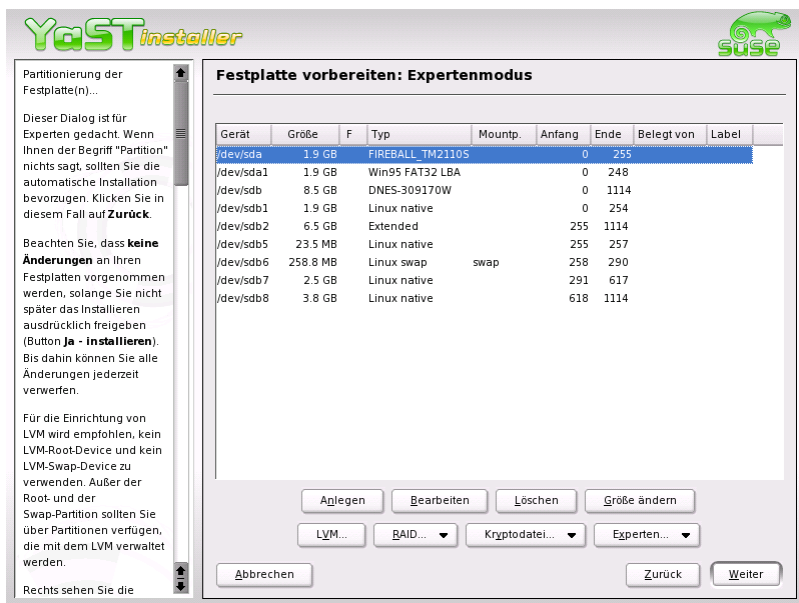 YaST installer
SUSE
Partitionierung der
Festplatte(n)...
Dieser Dialog ist für
Experten gedacht. Wenn
Ihnen der Begriff "Partition"
nichts sagt, sollten Sie die
automatische Installation
bevorzugen. Klicken Sie in
diesem Fall auf Zurück.
Beachten Sie, dass keine
Änderungen an Ihren
Festplatten vorgenommen
werden, solange Sie nicht
später das Installieren
ausdrücklich freigeben
(Button Ja - installieren).
Bis dahin können Sie alle
Änderungen jederzeit
verwerfen.
Für die Einrichtung von
LVM wird empfohlen, kein
LVM-Root-Device und kein
LVM-Swap-Device zu
verwenden. Außer der
Root- und der
Swap-Partition sollten Sie
über Partitionen verfügen,
die mit dem LVM verwaltet
werden.
Rechts sehen Sie die
Festplatte vorbereiten: Expertenmodus
Gerät Größe F Typ Mountp. Anfang Ende Belegt von Label
/dev/sda 1.9 GB FIREBALL_TM2110S 0 255
/dev/sda1 1.9 GB Win95 FAT32 LBA 0 248
/dev/sdb 8.5 GB DNES-309170W 0 1114
/dev/sdb1 1.9 GB Linux native 0 254
/dev/sdb2 6.5 GB Extended 255 1114
/dev/sdb5 23.5 MB Linux native 255 257
/dev/sdb6 258.8 MB Linux swap swap 258 290
/dev/sdb7 2.5 GB Linux native 291 617
/dev/sdb8 3.8 GB Linux native 618 1114
Anlegen Bearbeiten Löschen Größe ändern
LVM... RAID... Kryptodatei... Experten...
Abbrechen Zurück Weiter